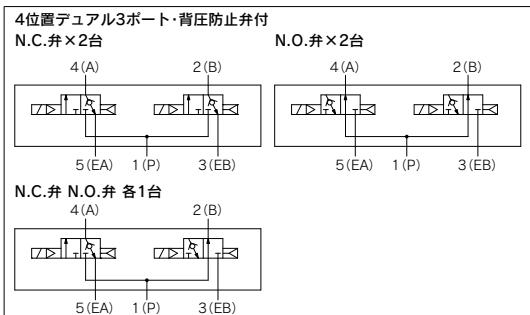 4位置デュアル3ポート・背圧防止弁付
N.C.弁×2台
4(A) 2(B)
5(EA) 1(P) 3(EB)
N.O.弁×2台
4(A) 2(B)
5(EA) 1(P) 3(EB)
N.C.弁 N.O.弁 各1台
4(A) 2(B)
5(EA) 1(P) 3(EB)